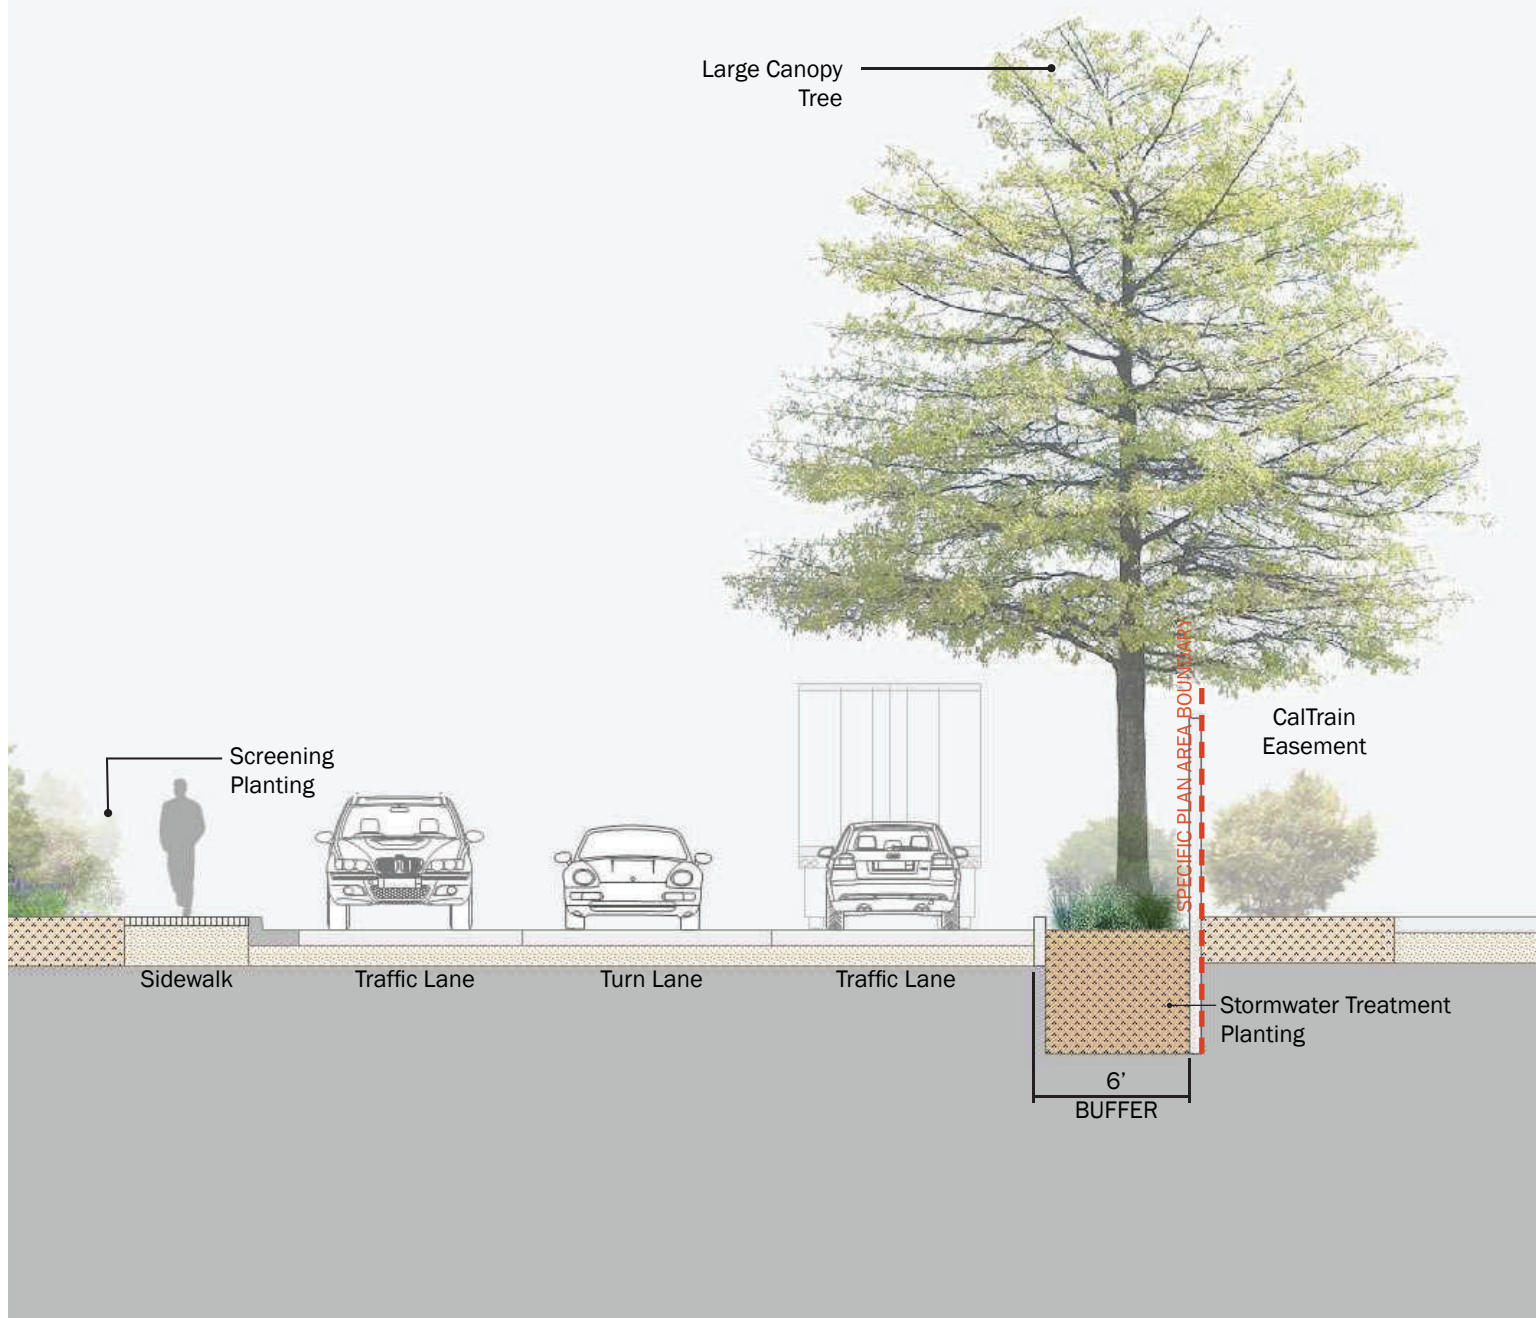 Large Canopy
Tree
SPECIFIC PLAN AREA BOUNDARY
CalTrain
Easement
Screening
Planting
Sidewalk
Traffic Lane
Turn Lane
Traffic Lane
Stormwater Treatment
Planting
6’
BUFFER